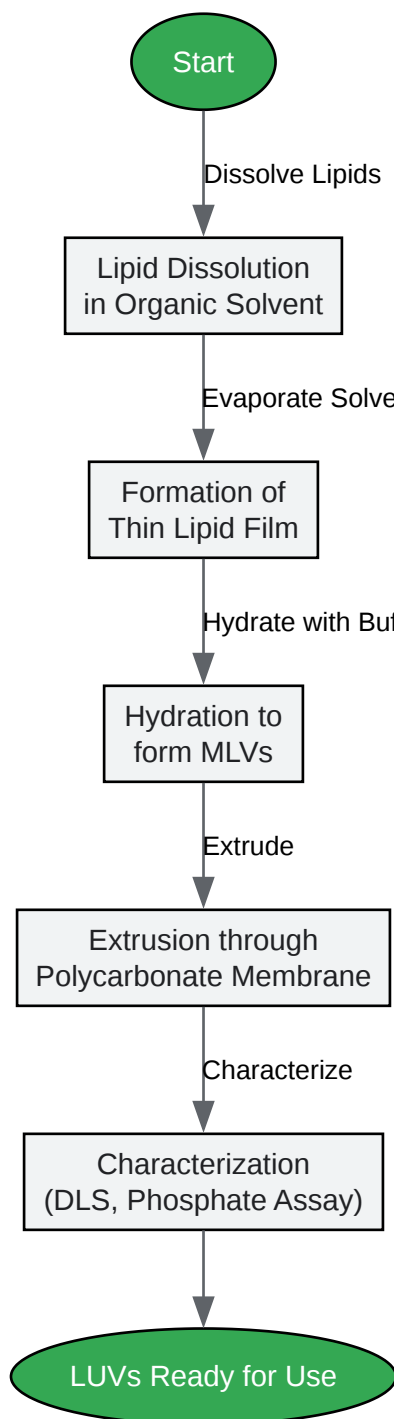 Start
Dissolve Lipids
Lipid Dissolution
in Organic Solvent
Evaporate Solve
Formation of
Thin Lipid Film
Hydrate with Buf
Hydration to
form MLVs
Extrude
Extrusion through
Polycarbonate Membrane
Characterize
Characterization
(DLS, Phosphate Assay)
LUVs Ready for Use